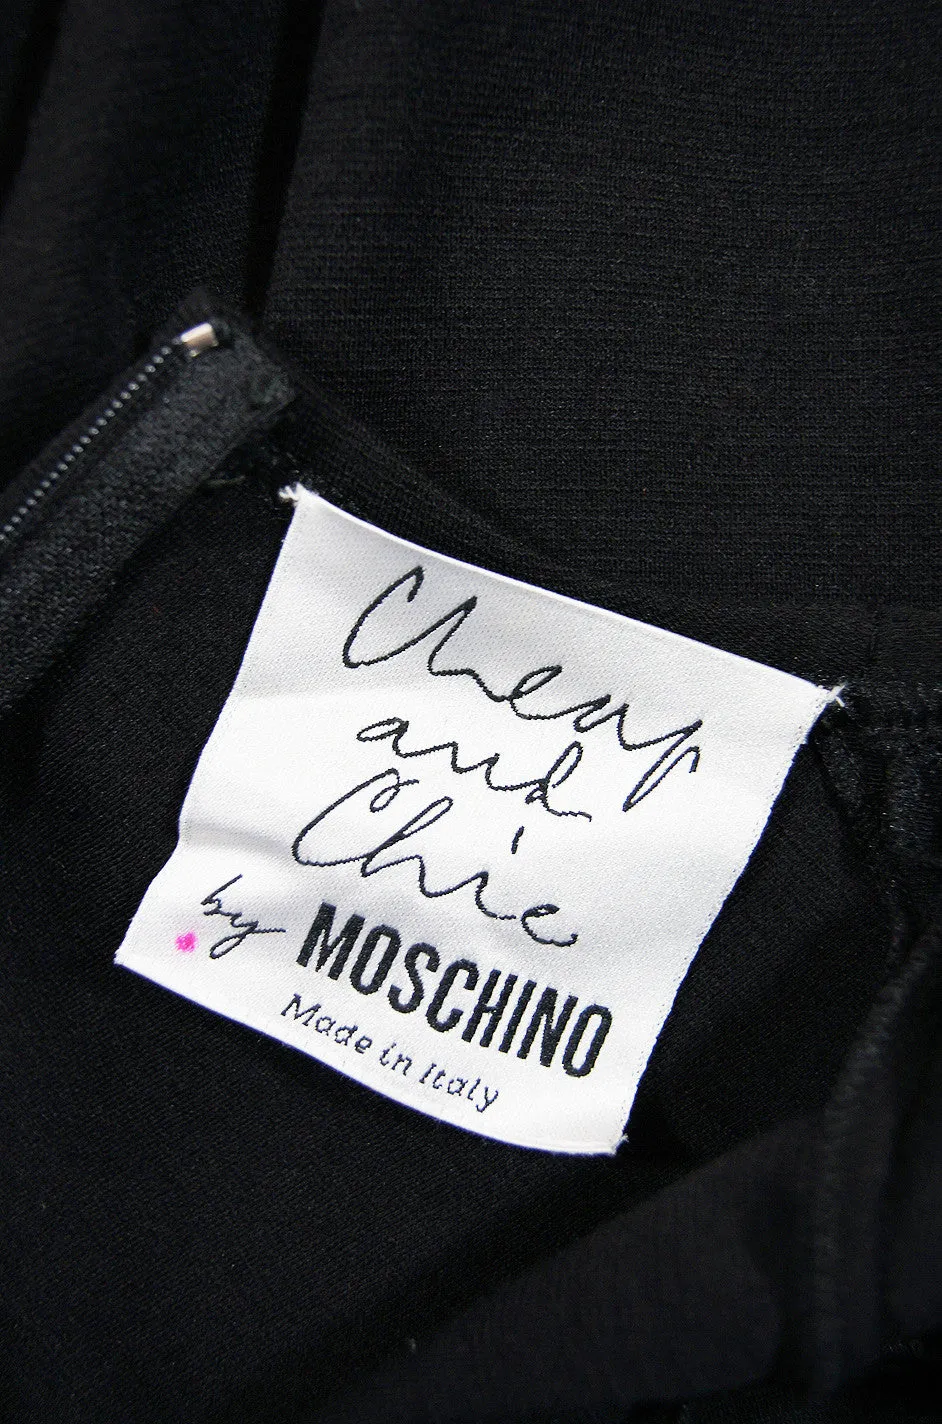 Cheap
and
Chic
by MOSCHINO
Made in Italy